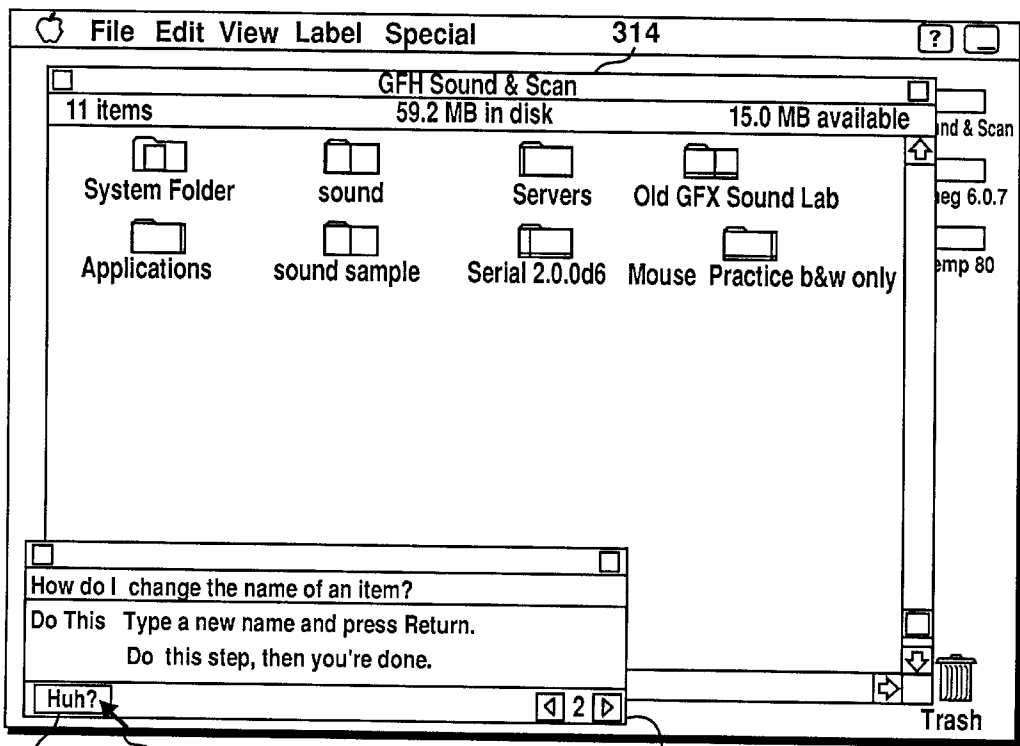 File Edit View Label Special 314 ?
GFH Sound & Scan
11 items 59.2 MB in disk 15.0 MB available
nd & Scan
System Folder sound Servers Old GFX Sound Lab
eg 6.0.7
Applications sound sample Serial 2.0.0d6 Mouse Practice b&w only
emp 80
How do I change the name of an item?
Do This Type a new name and press Return.
Do this step, then you're done.
Huh? 2
Trash